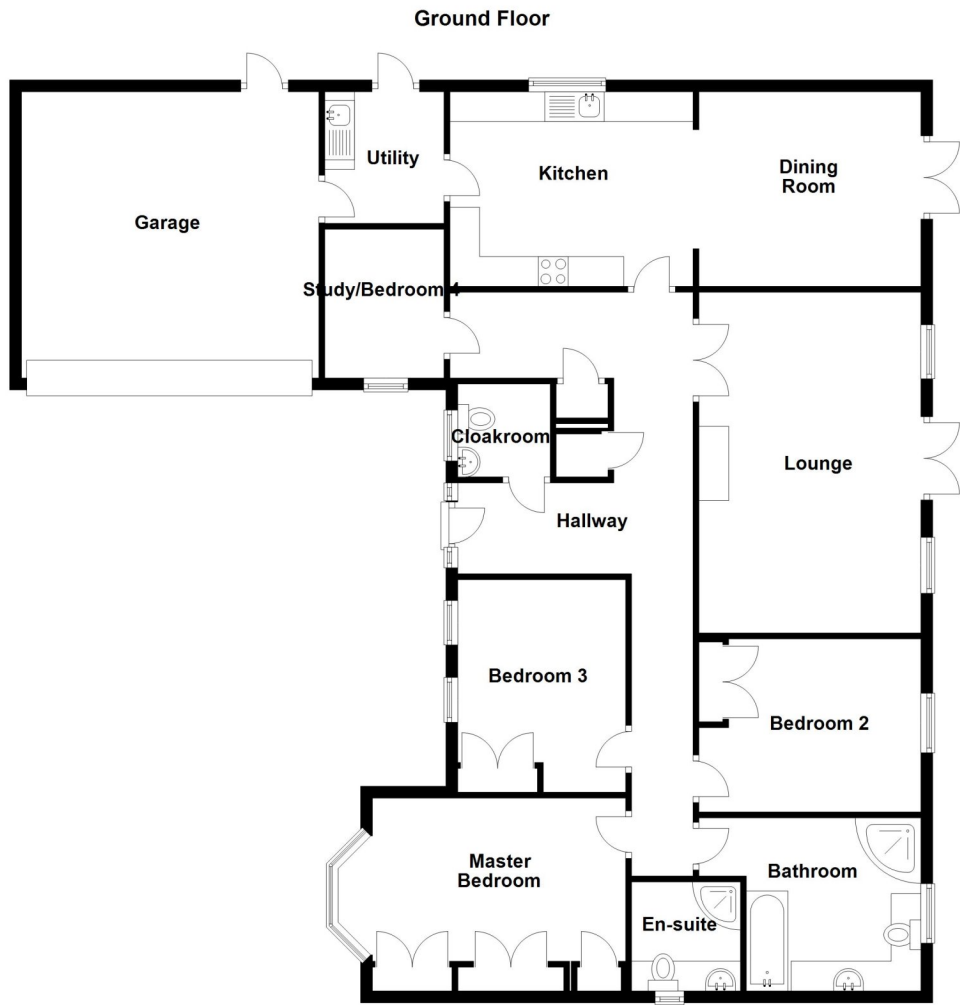 Ground Floor
Utility
Kitchen
Dining
Room
Garage
Study/Bedroom 4
Cloakroom
Lounge
Hallway
Bedroom 3
Bedroom 2
Master
Bedroom
Bathroom
En-suite